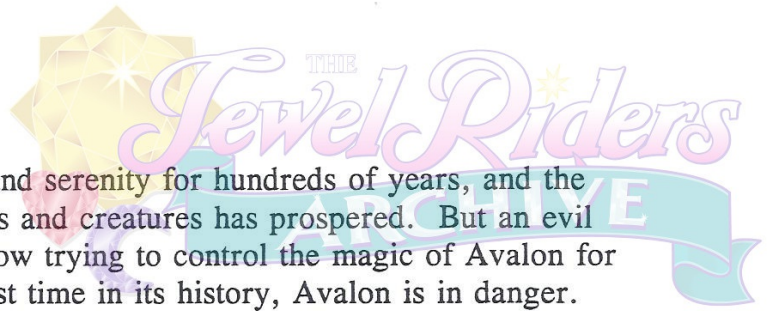 THE
Jewel Riders
ARCHIVE
nd serenity for hundreds of years, and the
s and creatures has prospered. But an evil
ow trying to control the magic of Avalon for
st time in its history, Avalon is in danger.